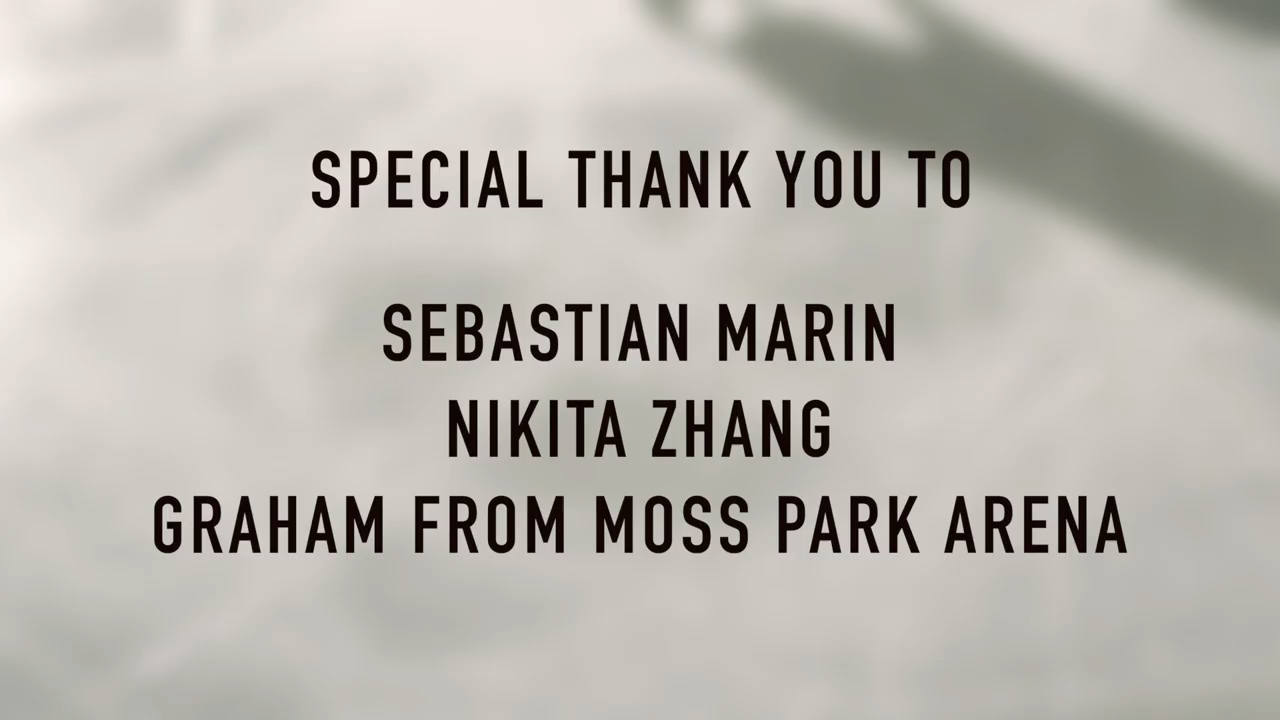 SPECIAL THANK YOU TO
SEBASTIAN MARIN
NIKITA ZHANG
GRAHAM FROM MOSS PARK ARENA